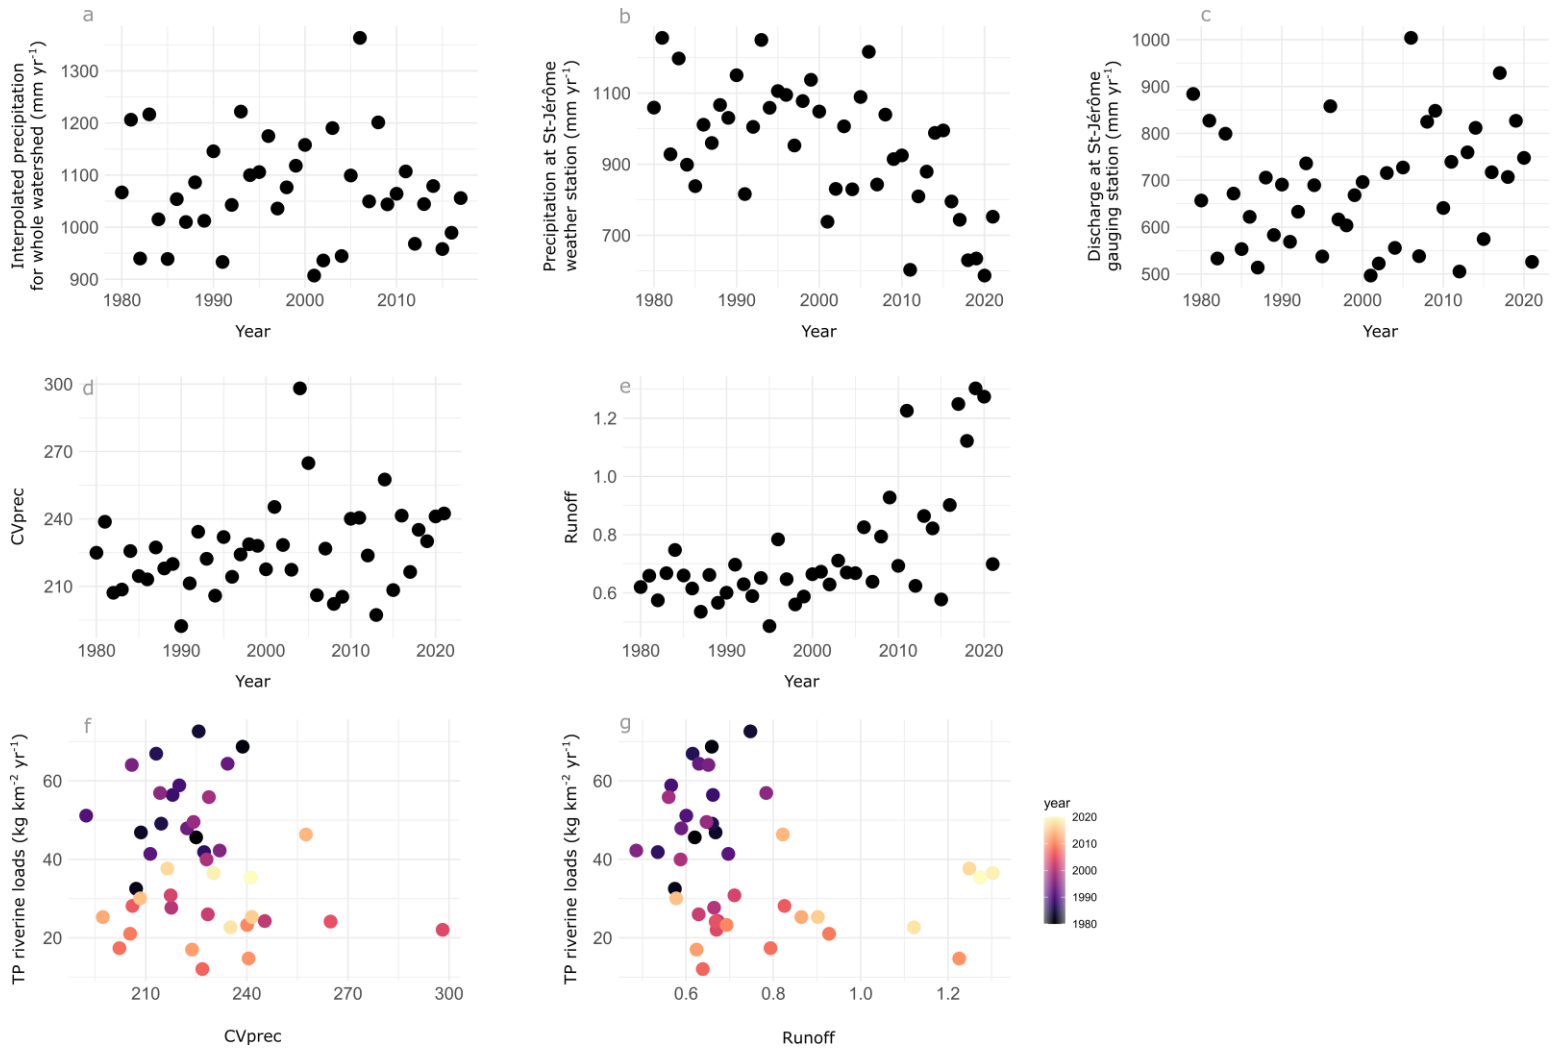 a
Interpolated precipitation
for whole watershed (mm yr⁻¹)
1300
1200
1100
1000
900
1980
1990
2000
2010
Year
b
Precipitation at St-Jérôme
weather station (mm yr⁻¹)
1100
900
700
1980
1990
2000
2010
2020
Year
c
Discharge at St-Jérôme
gauging station (mm yr⁻¹)
1000
900
800
700
600
500
1980
1990
2000
2010
2020
Year
d
CVprec
300
270
240
210
1980
1990
2000
2010
2020
Year
e
Runoff
1.2
1.0
0.8
0.6
1980
1990
2000
2010
2020
Year
f
TP riverine loads (kg km⁻² yr⁻¹)
60
40
20
210
240
270
300
CVprec
g
TP riverine loads (kg km⁻² yr⁻¹)
60
40
20
0.6
0.8
1.0
1.2
Runoff
year
2020
2010
2000
1990
1980